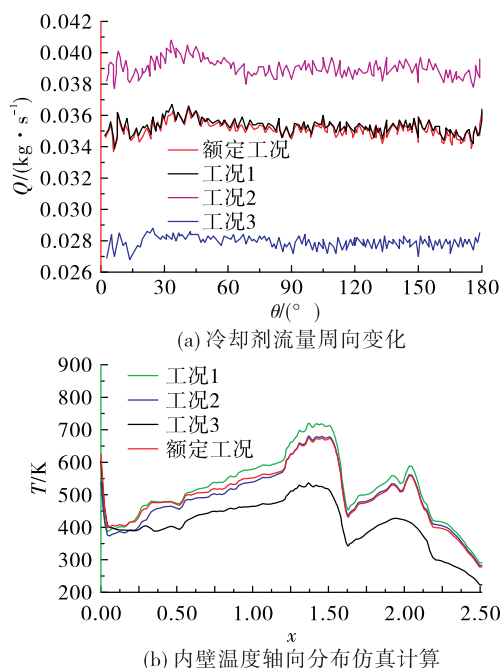 0.042
0.040
0.038
0.036
0.034
0.032
0.030
0.028
0.026
Q/(kg·s⁻¹)
额定工况
工况1
工况2
工况3
0 30 60 90 120 150 180
θ/(° )
(a) 冷却剂流量周向变化
900
800
700
600
500
400
300
200
T/K
工况1
工况2
工况3
额定工况
0.00 0.50 1.00 1.50 2.00 2.50
x
(b) 内壁温度轴向分布仿真计算